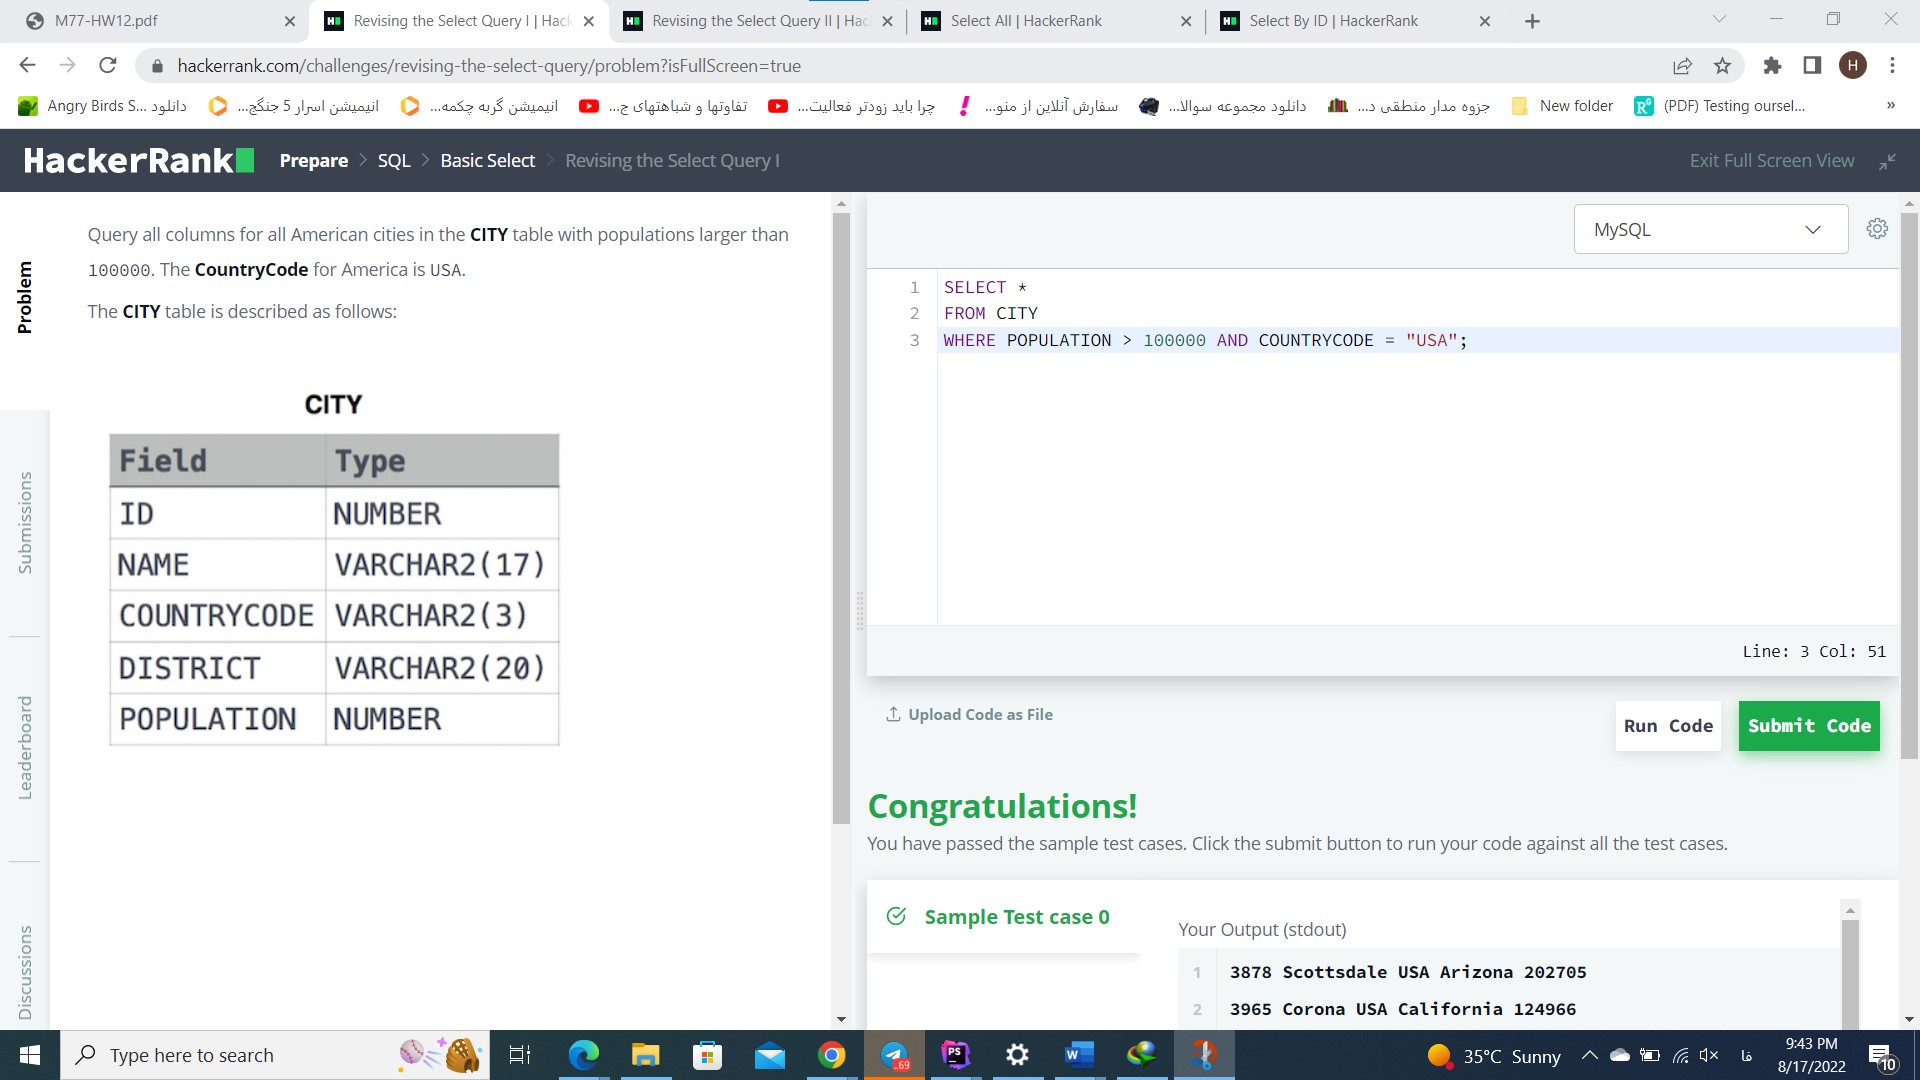 M77-HW12.pdf
Revising the Select Query I | Hack
Revising the Select Query II | Hac
Select All | HackerRank
Select By ID | HackerRank
hackerrank.com/challenges/revising-the-select-query/problem?isFullScreen=true
H
Angry Birds S... دانلود
انیمیشن اسرار 5 جنگج...
انیمیشن گربه چکمه...
تفاوتها و شباهتهای ج...
چرا باید زودتر فعالیت...
سفارش آنلاین از منو...
دانلود مجموعه سوالا...
جزوه مدار منطقی د...
New folder
(PDF) Testing oursel...
»
HackerRank
Prepare > SQL > Basic Select > Revising the Select Query I
Exit Full Screen View
Problem
Submissions
Leaderboard
Discussions
Query all columns for all American cities in the CITY table with populations larger than
100000. The CountryCode for America is USA.
The CITY table is described as follows:
CITY
Field Type
ID NUMBER
NAME VARCHAR2(17)
COUNTRYCODE VARCHAR2(3)
DISTRICT VARCHAR2(20)
POPULATION NUMBER
MySQL
1 SELECT *
2 FROM CITY
3 WHERE POPULATION > 100000 AND COUNTRYCODE = "USA";
Line: 3 Col: 51
Upload Code as File
Run Code
Submit Code
Congratulations!
You have passed the sample test cases. Click the submit button to run your code against all the test cases.
Sample Test case 0
Your Output (stdout)
1 3878 Scottsdale USA Arizona 202705
2 3965 Corona USA California 124966
Type here to search
.69
PS
W
35°C Sunny
فا
9:43 PM
8/17/2022
10